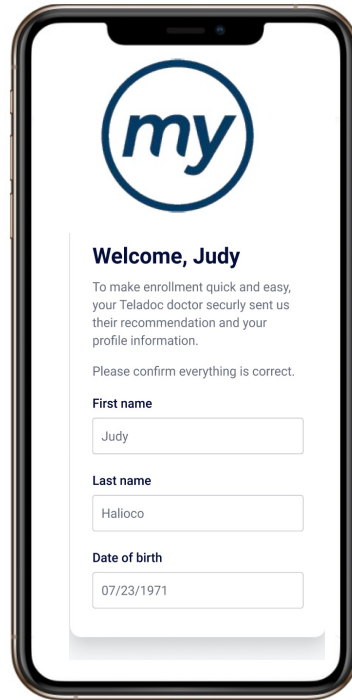 my
Welcome, Judy
To make enrollment quick and easy,
your Teladoc doctor securly sent us
their recommendation and your
profile information.
Please confirm everything is correct.
First name
Judy
Last name
Halioco
Date of birth
07/23/1971